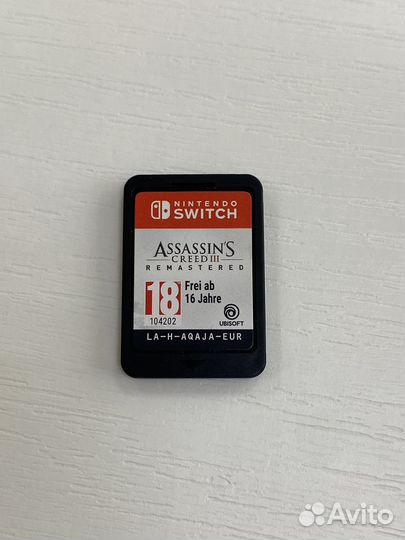 NINTENDO
SWITCH
ASSASSIN'S
CREED III
REMASTERED
18
Frei ab
16 Jahre
104202
UBISOFT
LA-H-AQAJA-EUR
Avito